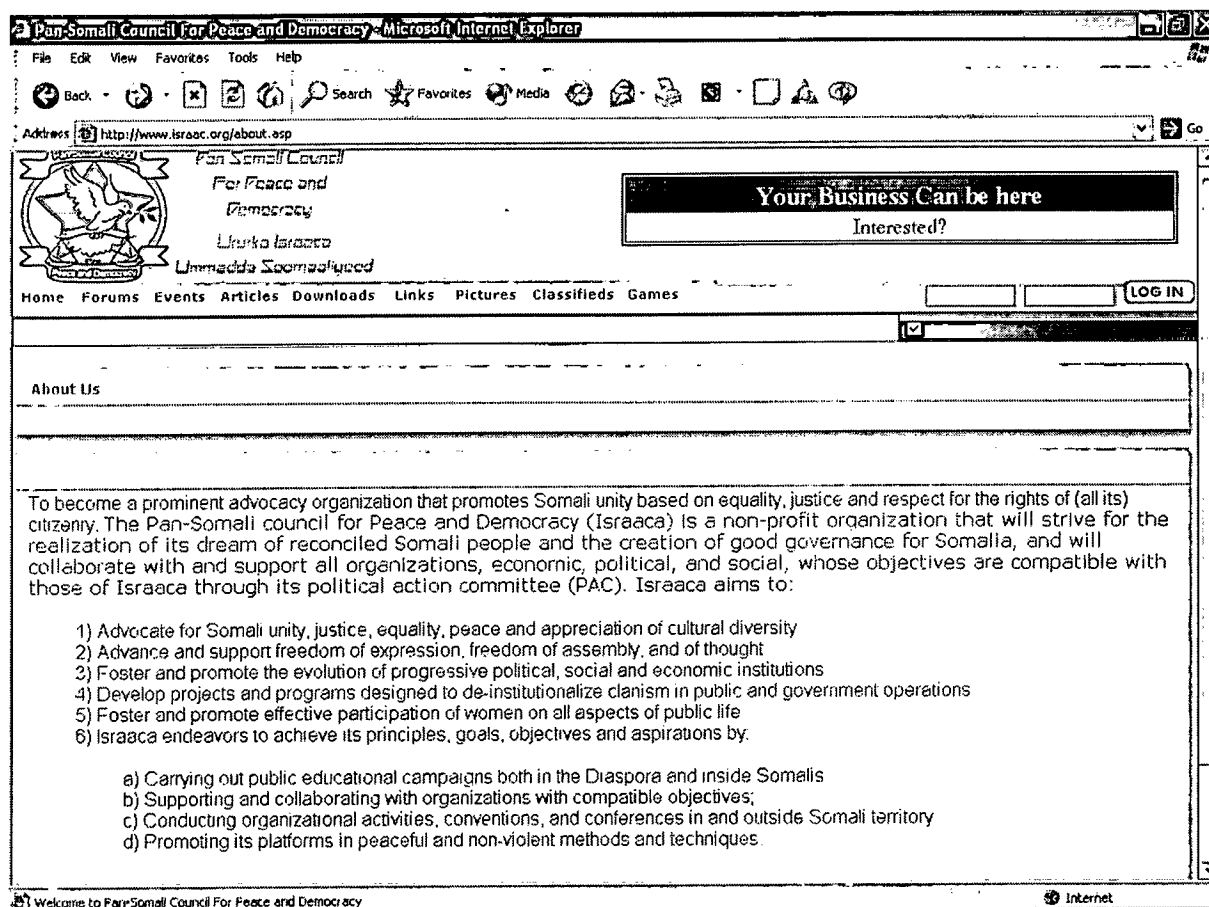 Pan-Somali Council For Peace and Democracy - Microsoft Internet Explorer
File Edit View Favorites Tools Help
Back Search Favorites Media
Address http://www.israac.org/about.asp Go
Pan Somali Council
For Peace and
Democracy
Ururka Israaca
Ummadda Soomaaliyeed
Your Business Can be here
Interested?
Home Forums Events Articles Downloads Links Pictures Classifieds Games LOG IN
About Us
To become a prominent advocacy organization that promotes Somali unity based on equality, justice and respect for the rights of (all its)
citizenry. The Pan-Somali council for Peace and Democracy (Israaca) is a non-profit organization that will strive for the
realization of its dream of reconciled Somali people and the creation of good governance for Somalia, and will
collaborate with and support all organizations, economic, political, and social, whose objectives are compatible with
those of Israaca through its political action committee (PAC). Israaca aims to:
1) Advocate for Somali unity, justice, equality, peace and appreciation of cultural diversity
2) Advance and support freedom of expression, freedom of assembly, and of thought
3) Foster and promote the evolution of progressive political, social and economic institutions
4) Develop projects and programs designed to de-institutionalize clanism in public and government operations
5) Foster and promote effective participation of women on all aspects of public life
6) Israaca endeavors to achieve its principles, goals, objectives and aspirations by:
a) Carrying out public educational campaigns both in the Diaspora and inside Somalis
b) Supporting and collaborating with organizations with compatible objectives;
c) Conducting organizational activities, conventions, and conferences in and outside Somali territory
d) Promoting its platforms in peaceful and non-violent methods and techniques.
Welcome to Pan-Somali Council For Peace and Democracy Internet